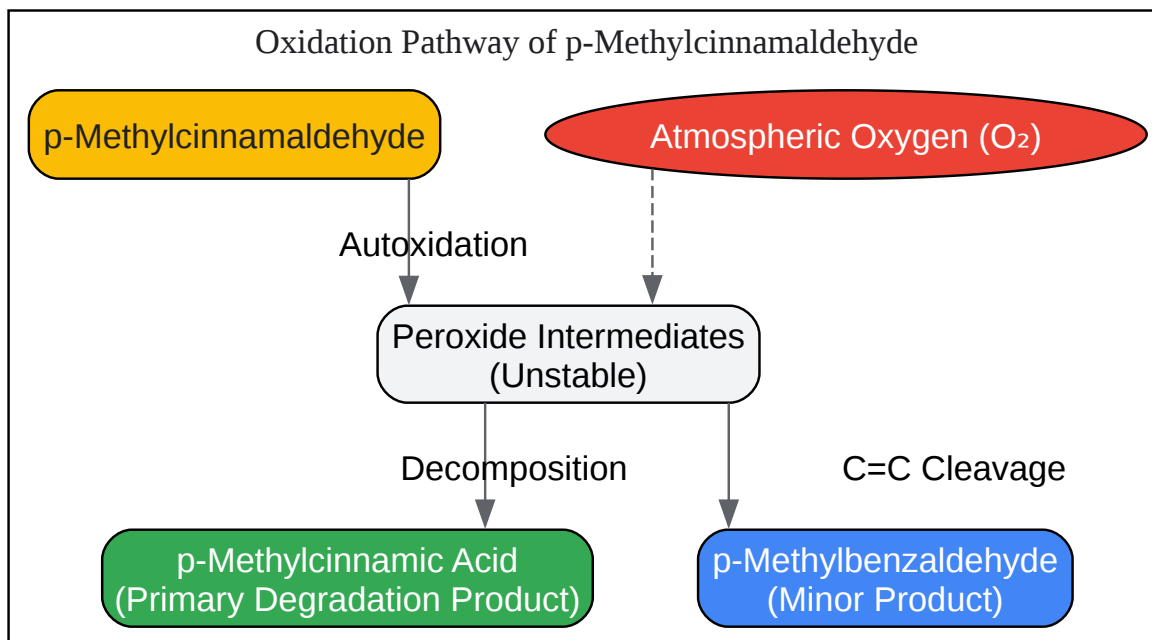 Oxidation Pathway of p-Methylcinnamaldehyde
p-Methylcinnamaldehyde
Atmospheric Oxygen (O₂)
Autoxidation
Peroxide Intermediates
(Unstable)
Decomposition
C=C Cleavage
p-Methylcinnamic Acid
(Primary Degradation Product)
p-Methylbenzaldehyde
(Minor Product)